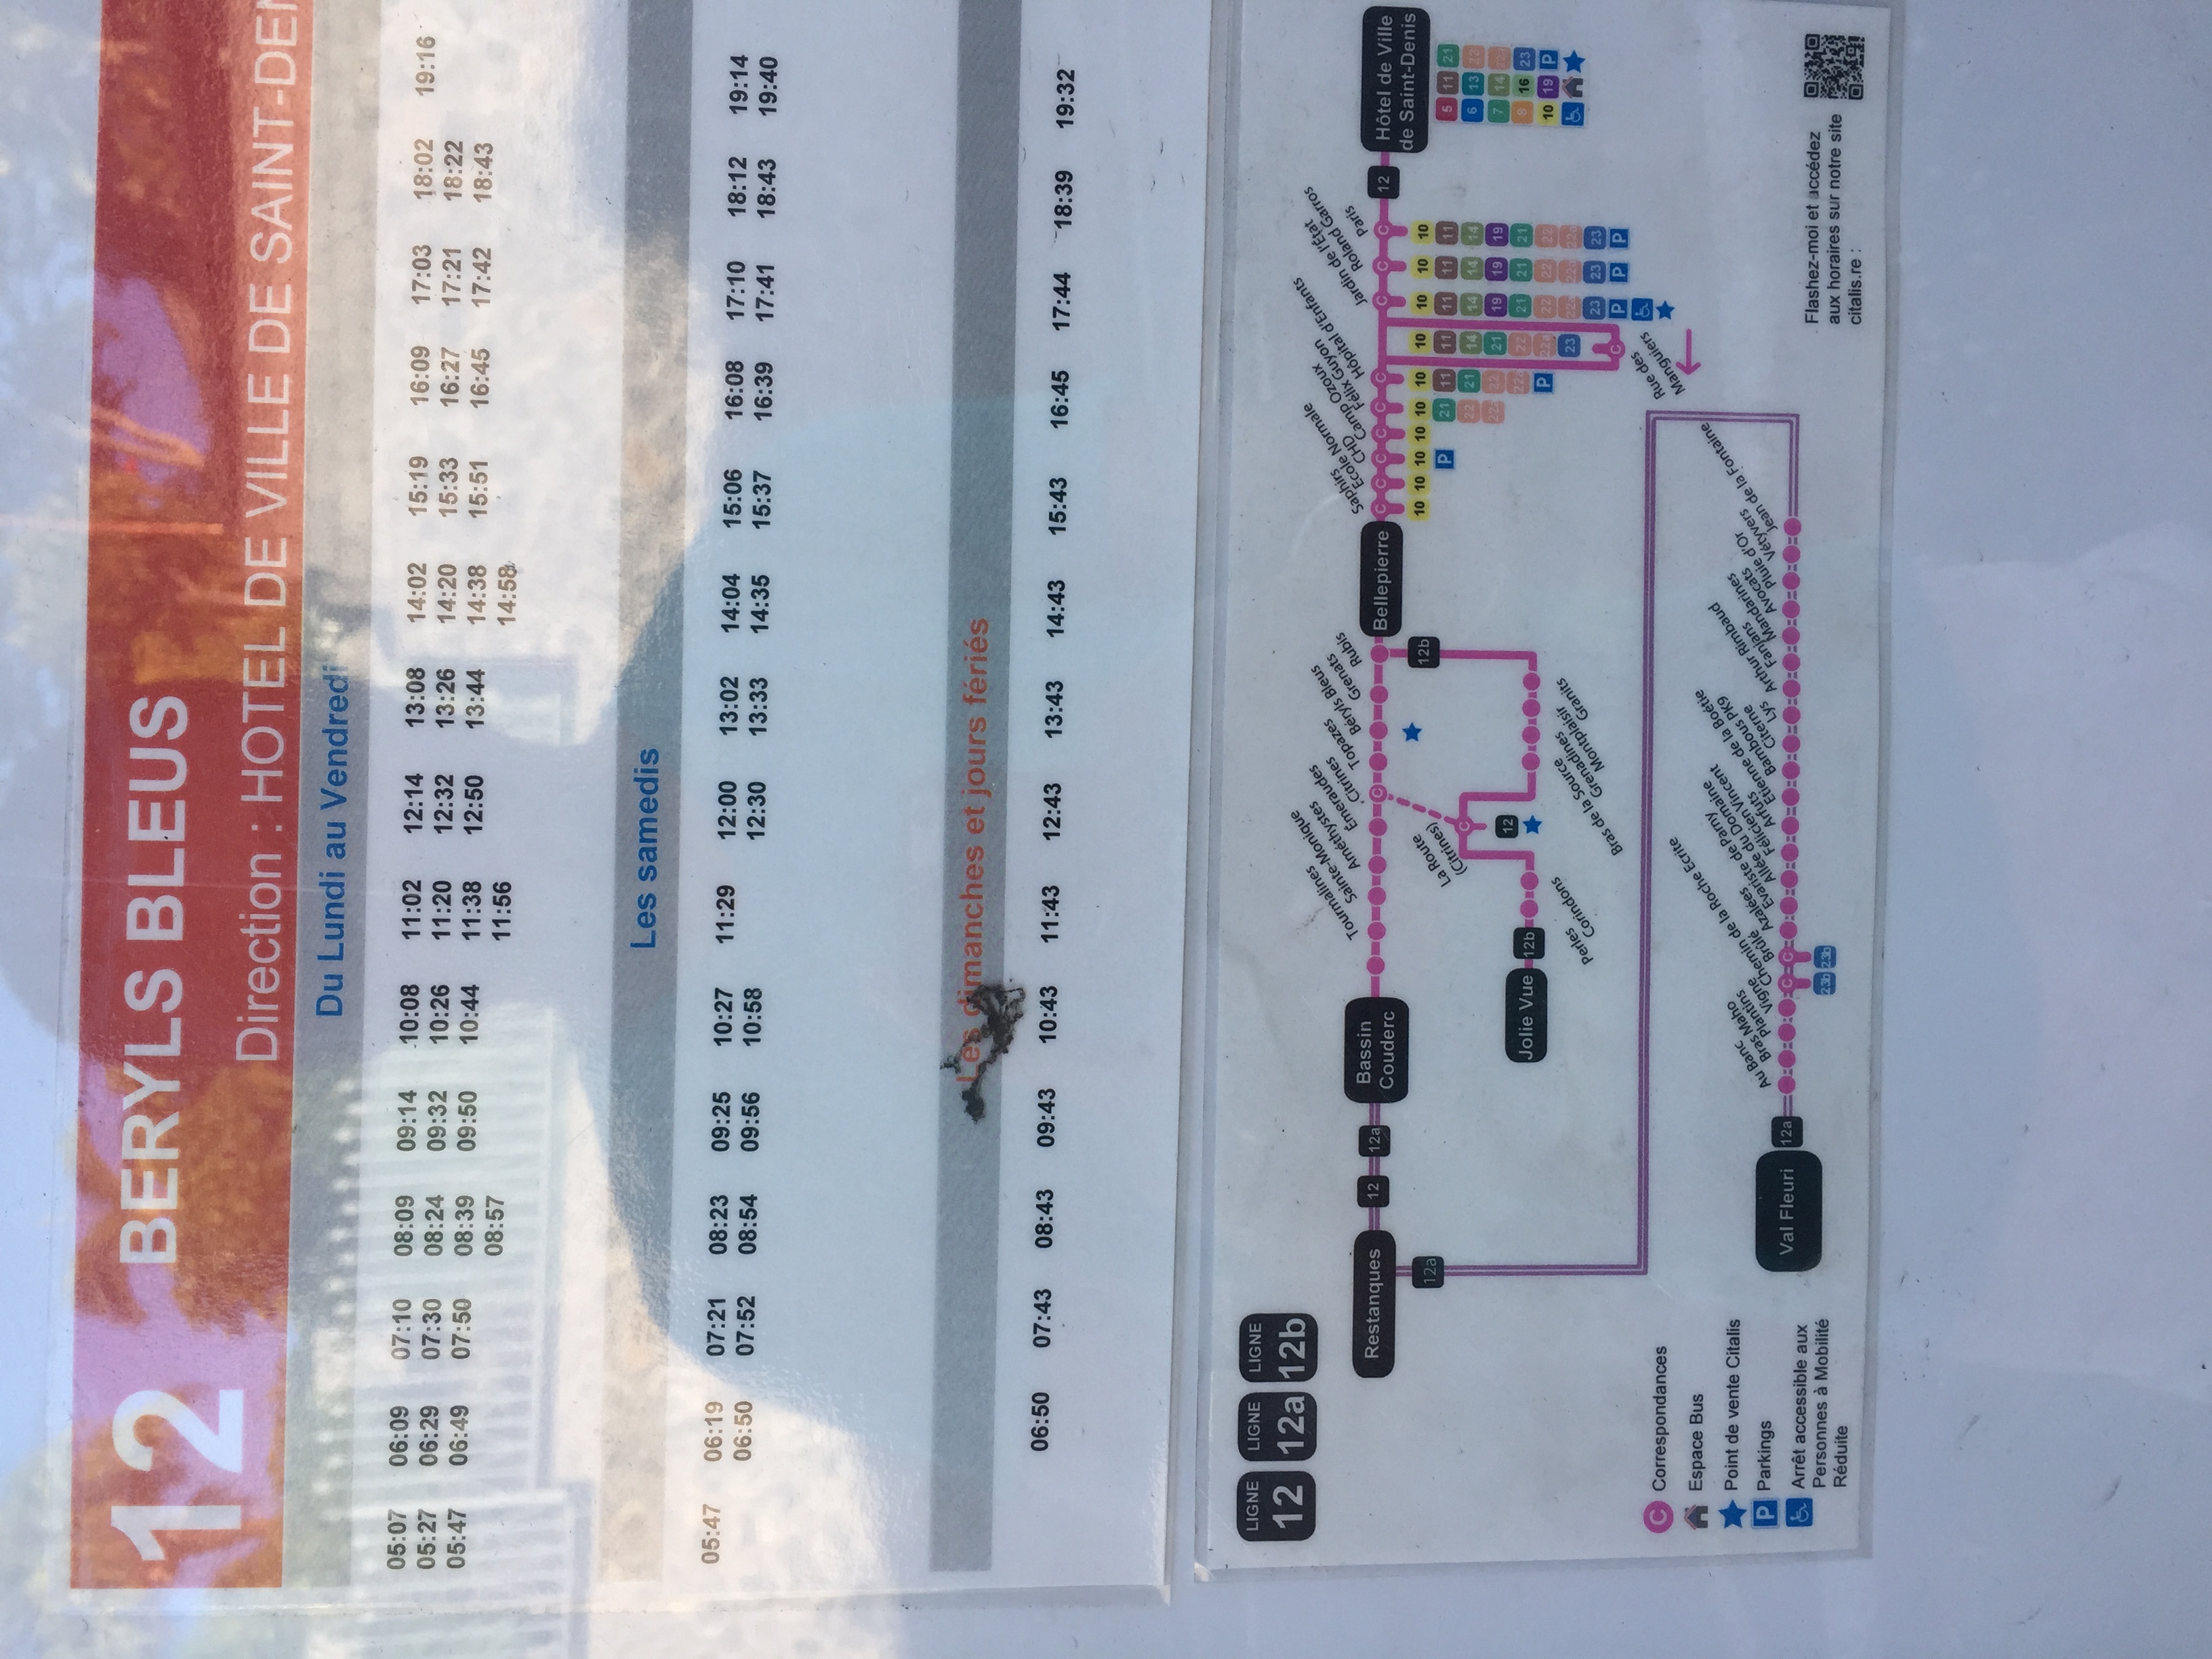 12 BERYLS BLEUS
Direction : HOTEL DE VILLE DE SAINT-DEN
Du Lundi au Vendredi
05:07 06:09 07:10 08:09 09:14 10:08 11:02 12:14 13:08 14:02 15:19 16:09 17:03 18:02 19:16
05:27 06:29 07:30 08:24 09:32 10:26 11:20 12:32 13:26 14:20 15:33 16:27 17:21 18:22
05:47 06:49 07:50 08:39 09:50 10:44 11:38 12:50 13:44 14:38 15:51 16:45 17:42 18:43
08:57 11:56 14:58
Les samedis
05:47 06:19 07:21 08:23 09:25 10:27 11:29 12:00 13:02 14:04 15:06 16:08 17:10 18:12 19:14
06:50 07:52 08:54 09:56 10:58 12:30 13:33 14:35 15:37 16:39 17:41 18:43 19:40
Les dimanches et jours fériés
06:50 07:43 08:43 09:43 10:43 11:43 12:43 13:43 14:43 15:43 16:45 17:44 18:39 19:32
LIGNE 12
LIGNE 12a
LIGNE 12b
Restanques
12
12a
12a
Bassin
Couderc
Tourmalines
Sainte-Monique
Améthystes
Émeraudes
Citrines
Topazes
Béryls Bleus
Grenats
Rubis
Bellepierre
12b
Saphirs
Ecole Normale
CHD
Camp Ozoux
Félix Guyon
Hôpital d'Enfants
Jardin de l'État
Roland Garros
Paris
12
Hôtel de Ville
de Saint-Denis
10 10 10 10 10 10 10 10 10 10
P 21 11 11 11 11 11
22 21 14 14 14 14
22a 22 21 19 19 19
22a 22 21 21 21
P 22a 22 22 22
23 22a 22a 22a
23 23 23
P P P
5 11 21
6 13 22
7 14
8 16 23
10 19 P
La Route
(Citrines)
12
Jolie Vue
12b
Perles
Corindons
Bras de la Source
Grenadines
Montplaisir
Granits
Rue des
Manguiers
C Correspondances
Espace Bus
Point de vente Citalis
P Parkings
Arrêt accessible aux
Personnes à Mobilité
Réduite
Val Fleuri
12a
Au Banc
Bras Maho
Plantins
Vigne
Chemin de la Roche Ecrite
Brûlé
Azalées
Evariste de Parny
Allée du Domaine
Félicien Vincent
Arfuts
Etienne de la Boétie
Bambous PK9
Citerne
Lys
Arthur Rimbaud
Fanjans
Mandarines
Avocats
Pluie d'Or
Vétyvers
Jean de la Fontaine
23b 23b
Flashez-moi et accédez
aux horaires sur notre site
citalis.re :